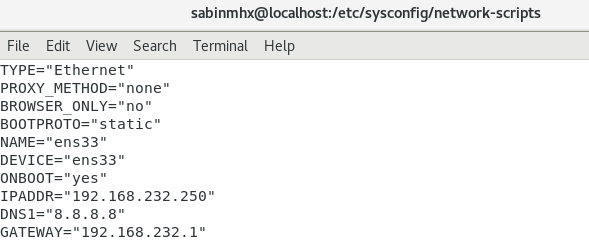 sabinmhx@localhost:/etc/sysconfig/network-scripts
File Edit View Search Terminal Help
TYPE="Ethernet"
PROXY_METHOD="none"
BROWSER_ONLY="no"
BOOTPROTO="static"
NAME="ens33"
DEVICE="ens33"
ONBOOT="yes"
IPADDR="192.168.232.250"
DNS1="8.8.8.8"
GATEWAY="192.168.232.1"